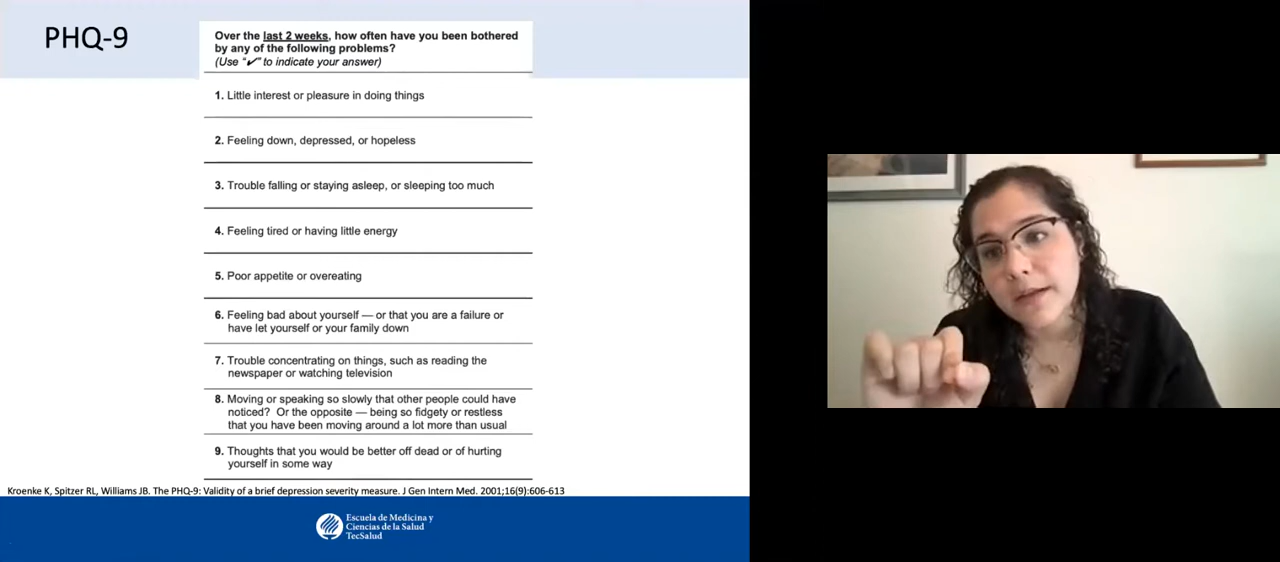 PHQ-9
Over the last 2 weeks, how often have you been bothered
by any of the following problems?
(Use “✔” to indicate your answer)
1. Little interest or pleasure in doing things
2. Feeling down, depressed, or hopeless
3. Trouble falling or staying asleep, or sleeping too much
4. Feeling tired or having little energy
5. Poor appetite or overeating
6. Feeling bad about yourself — or that you are a failure or
have let yourself or your family down
7. Trouble concentrating on things, such as reading the
newspaper or watching television
8. Moving or speaking so slowly that other people could have
noticed? Or the opposite — being so fidgety or restless
that you have been moving around a lot more than usual
9. Thoughts that you would be better off dead or of hurting
yourself in some way
Kroenke K, Spitzer RL, Williams JB. The PHQ-9: Validity of a brief depression severity measure. J Gen Intern Med. 2001;16(9):606-613
Escuela de Medicina y
Ciencias de la Salud
TecSalud